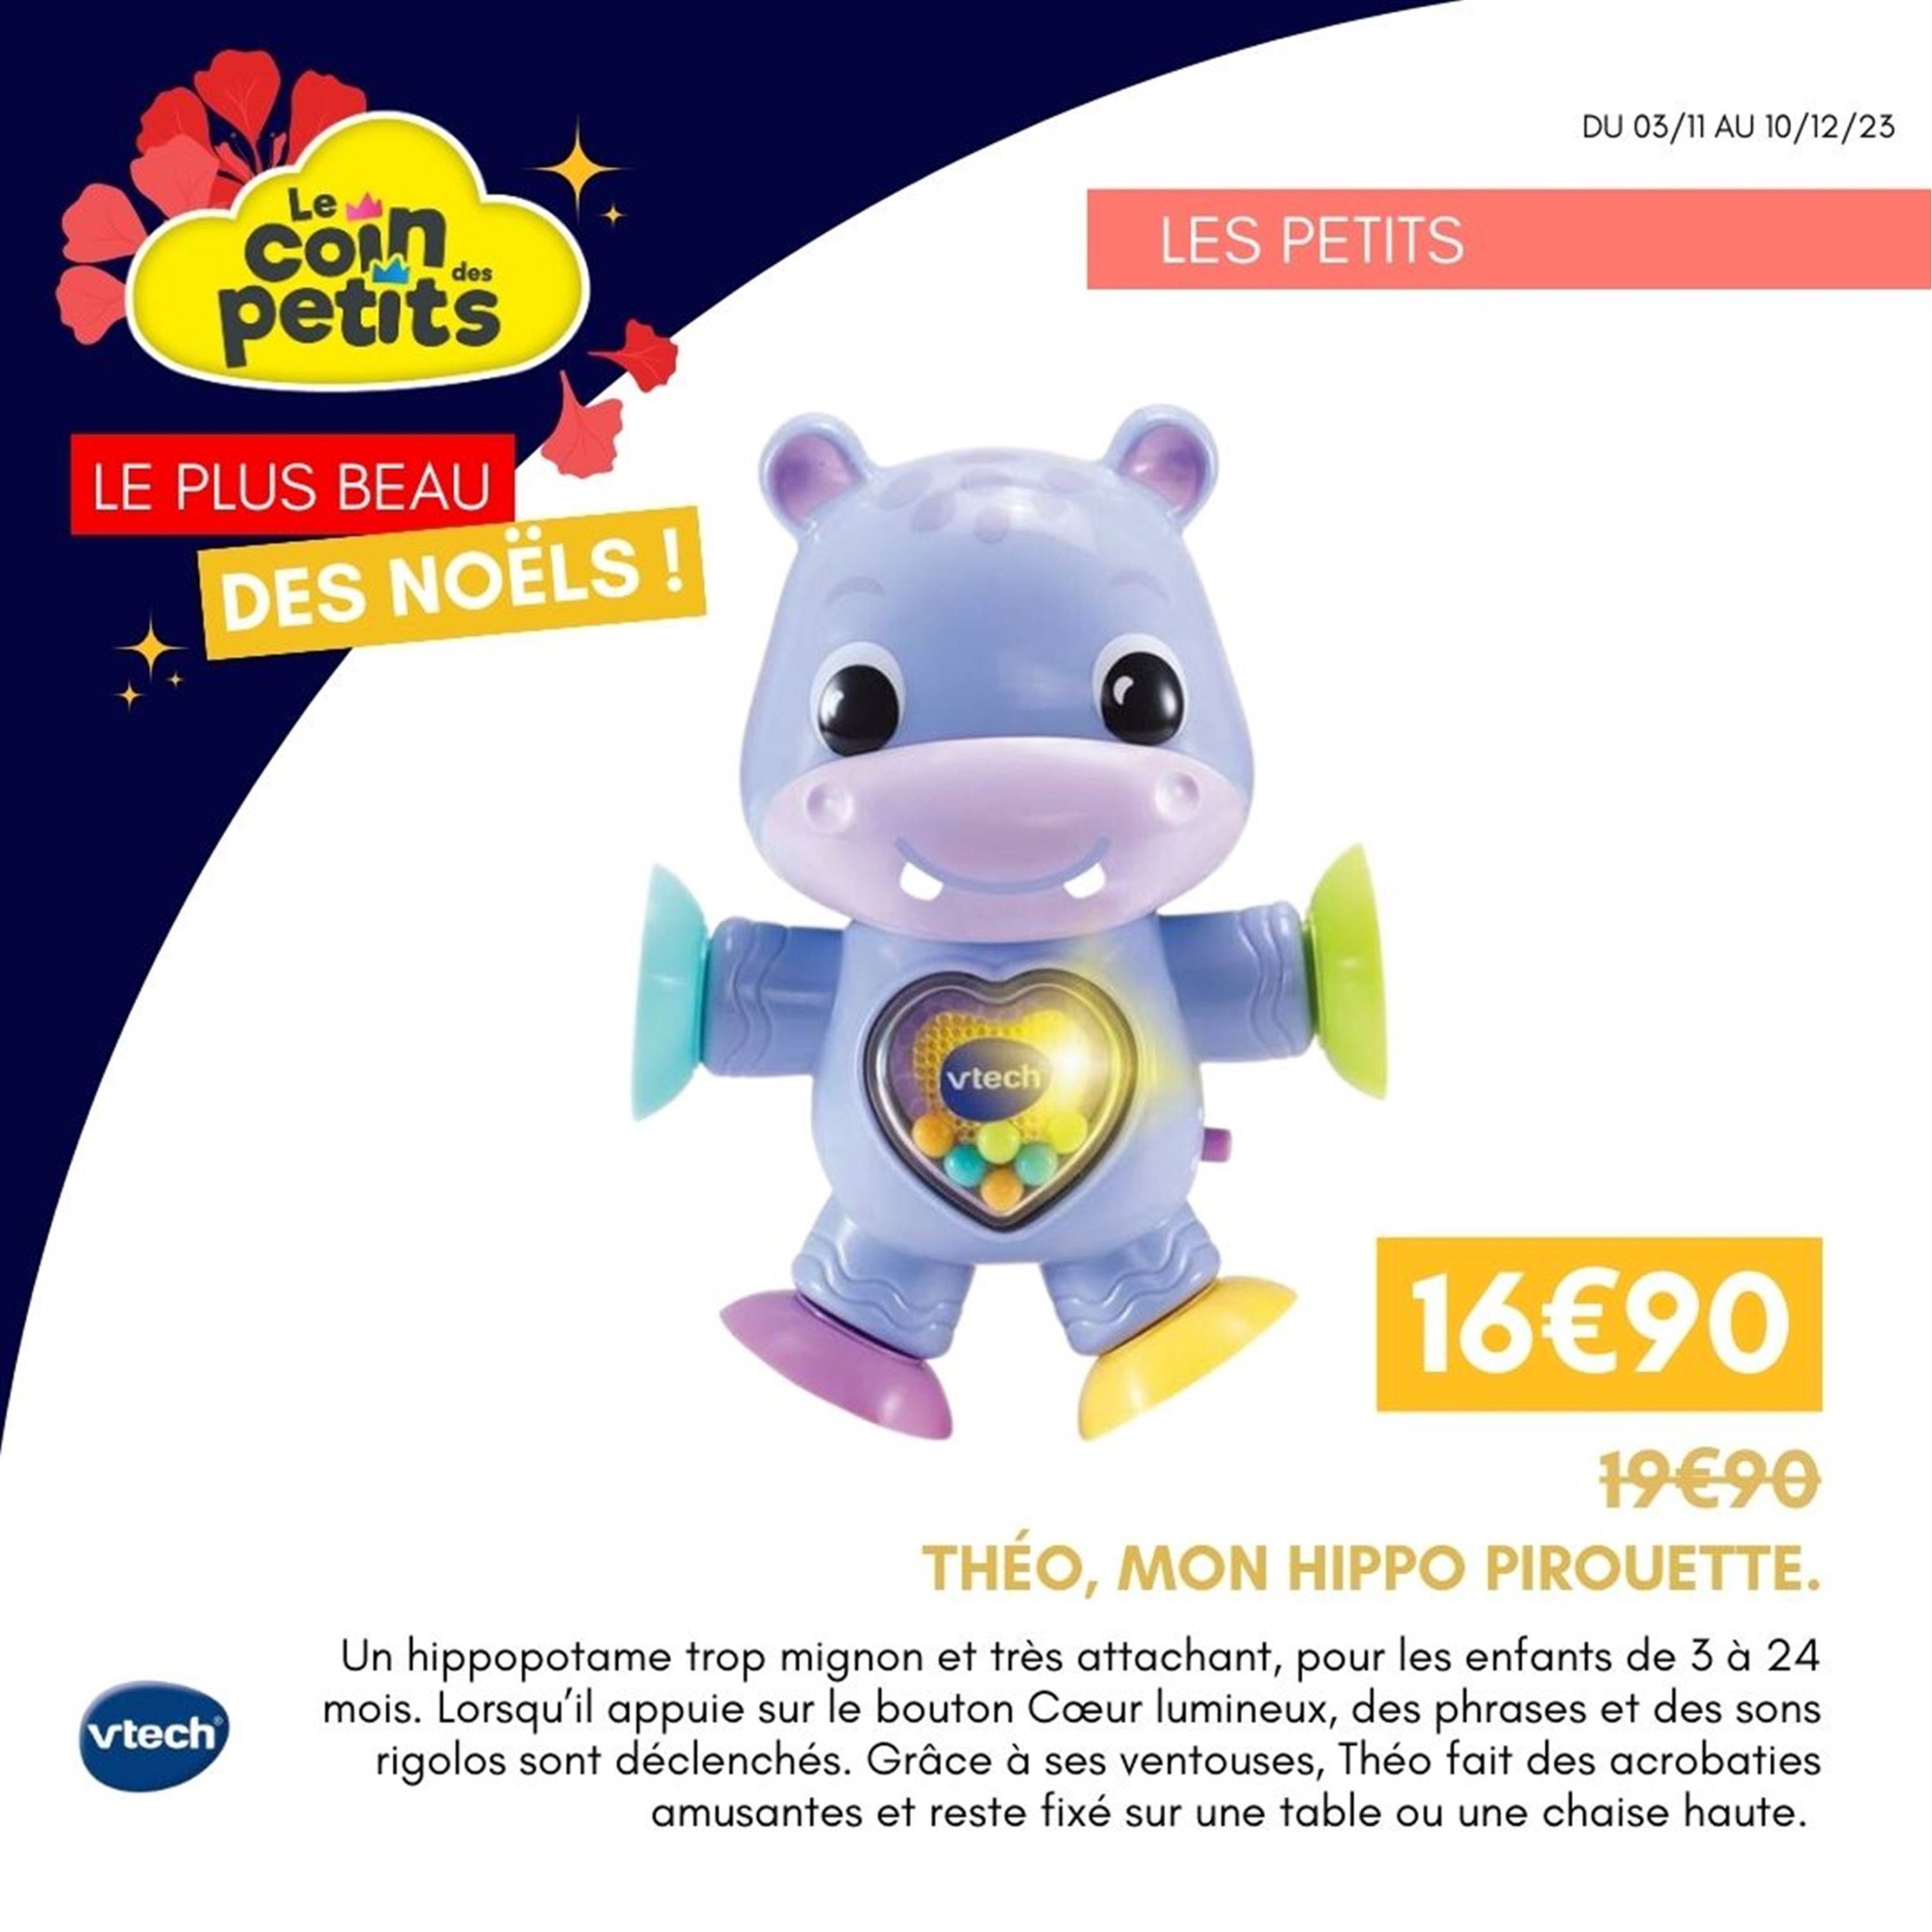 Le
coin
des
petits
DU 03/11 AU 10/12/23
LES PETITS
LE PLUS BEAU
DES NOËLS !
vtech
16€90
19€90
THÉO, MON HIPPO PIROUETTE.
Un hippopotame trop mignon et très attachant, pour les enfants de 3 à 24
mois. Lorsqu'il appuie sur le bouton Cœur lumineux, des phrases et des sons
rigolos sont déclenchés. Grâce à ses ventouses, Théo fait des acrobaties
amusantes et reste fixé sur une table ou une chaise haute.
vtech®